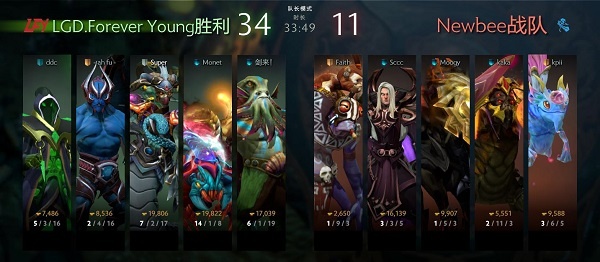 LFY LGD.Forever Young胜利 34 队长模式 11 Newbee战队
时长
33:49
ddc -rah fu Super Monet 剑来! Faith Sccc Moogy kaka kpii
7,486 8,536 19,806 19,822 17,039 2,650 16,139 9,907 5,551 9,588
5 / 3 / 16 2 / 4 / 16 7 / 2 / 17 14 / 1 / 8 6 / 1 / 19 1 / 9 / 3 3 / 3 / 5 1 / 5 / 3 2 / 11 / 3 3 / 6 / 5